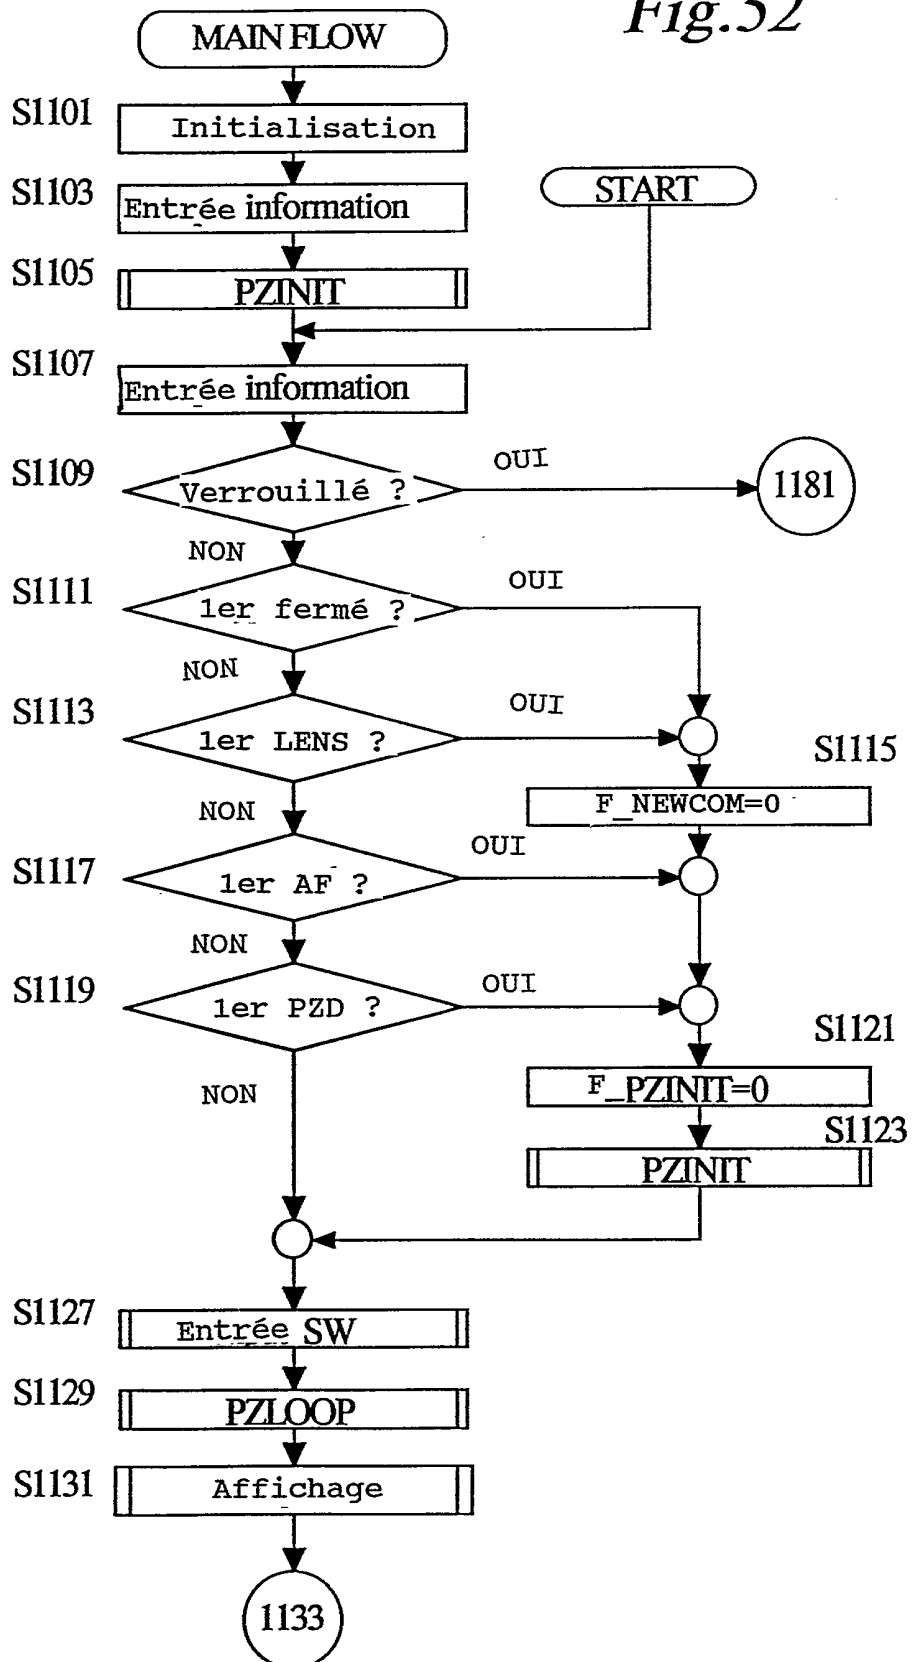 Fig.52
MAIN FLOW
S1101
Initialisation
S1103
Entrée information
START
S1105
PZINIT
S1107
Entrée information
S1109
Verrouillé ?
OUI
1181
NON
S1111
1er fermé ?
OUI
NON
S1113
1er LENS ?
OUI
S1115
F_NEWCOM=0
NON
S1117
1er AF ?
OUI
NON
S1119
1er PZD ?
OUI
S1121
F_PZINIT=0
NON
S1123
PZINIT
S1127
Entrée SW
S1129
PZLOOP
S1131
Affichage
1133